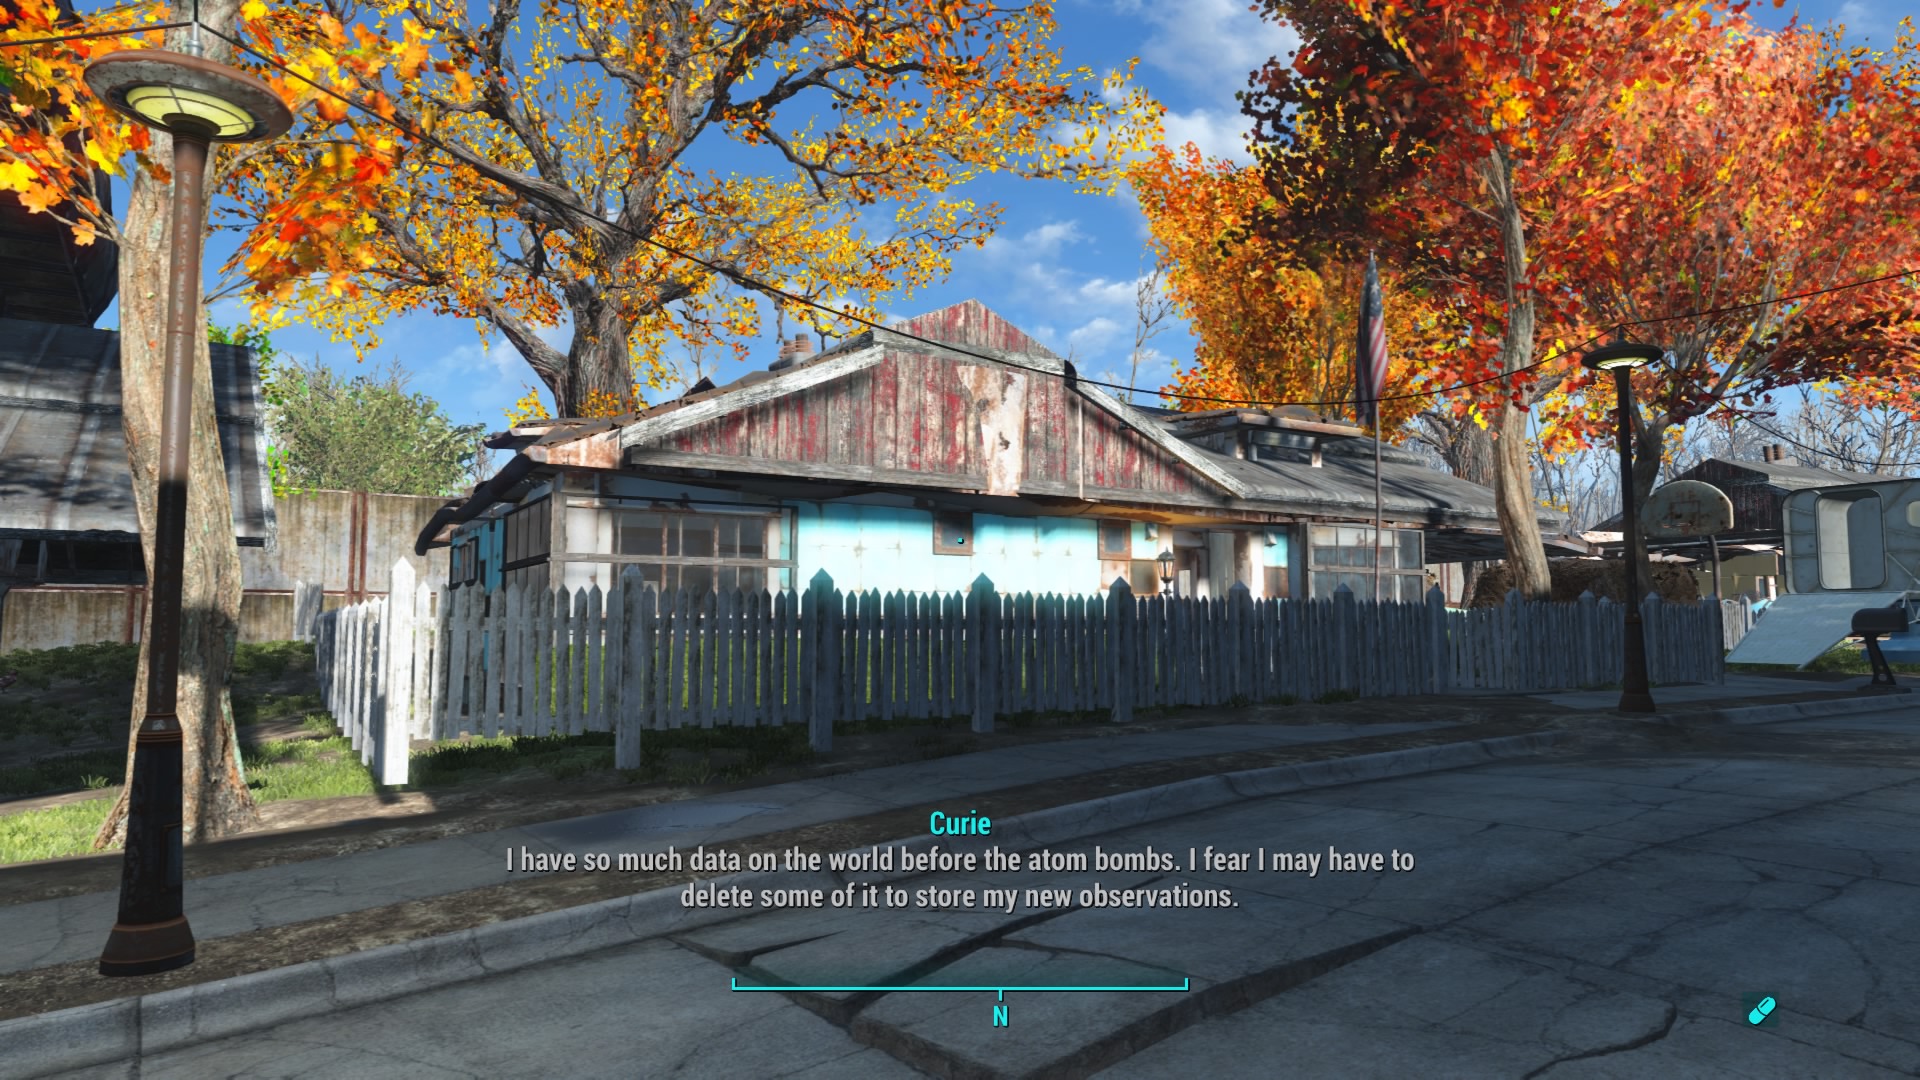 Curie
I have so much data on the world before the atom bombs. I fear I may have to
delete some of it to store my new observations.
N